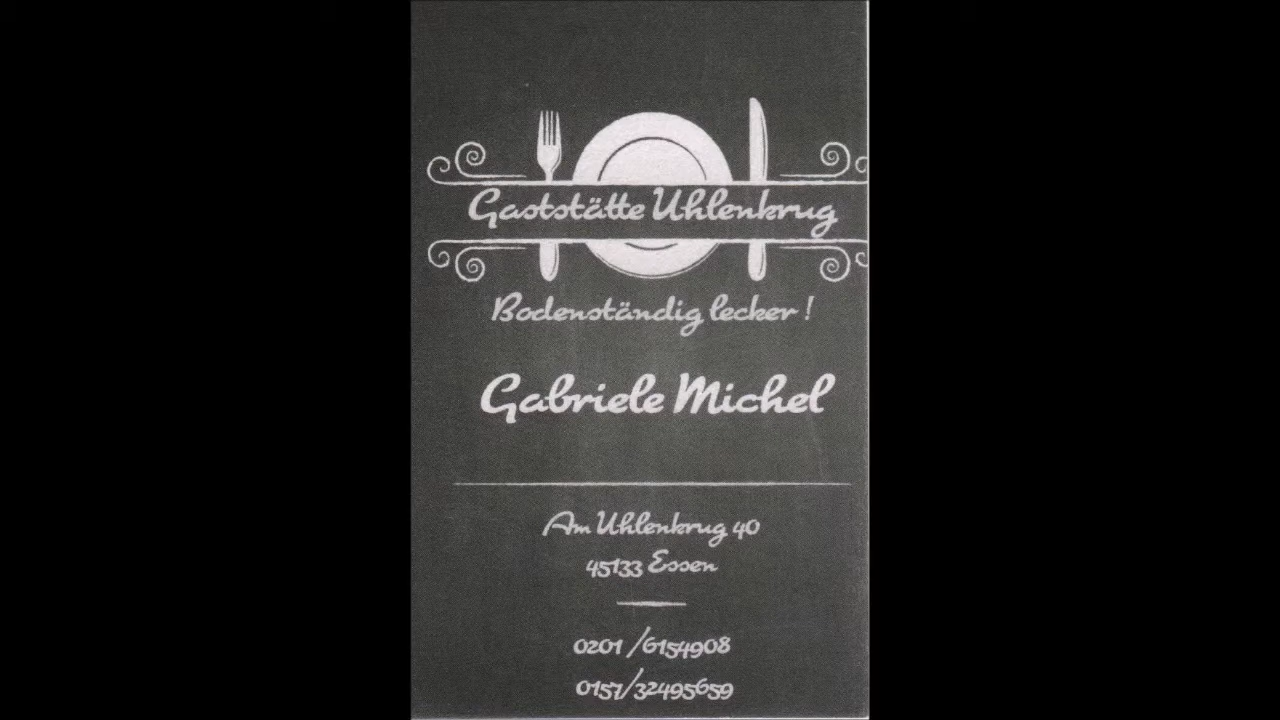 Gaststätte Uhlenkrug
Bodenständig lecker !
Gabriele Michel
Am Uhlenkrug 40
45133 Essen
0201 /6154908
0157/32495659